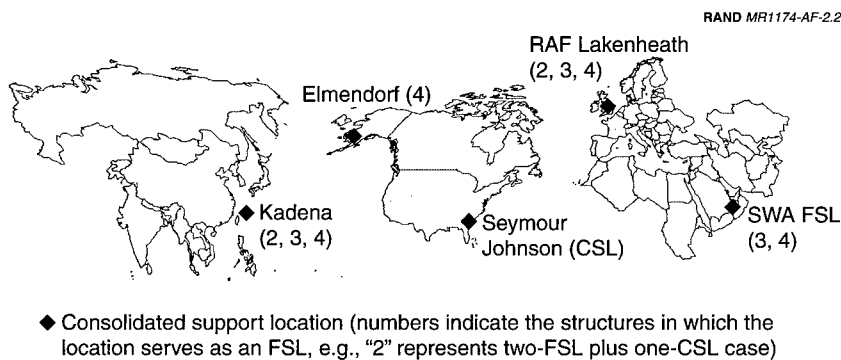 RAND MR1174-AF-2.2
RAF Lakenheath
(2, 3, 4)
Elmendorf (4)
Kadena
(2, 3, 4)
Seymour
Johnson (CSL)
SWA FSL
(3, 4)
◆ Consolidated support location (numbers indicate the structures in which the
location serves as an FSL, e.g., “2” represents two-FSL plus one-CSL case)